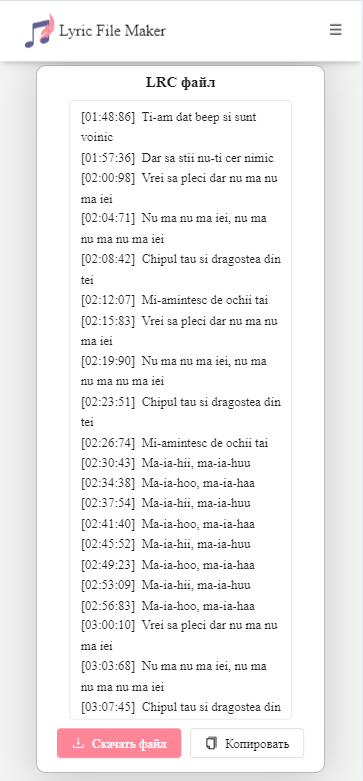 Lyric File Maker
LRC файл
[01:48:86] Ti-am dat beep si sunt
voinic
[01:57:36] Dar sa stii nu-ti cer nimic
[02:00:98] Vrei sa pleci dar nu ma nu
ma iei
[02:04:71] Nu ma nu ma iei, nu ma
nu ma nu ma iei
[02:08:42] Chipul tau si dragostea din
tei
[02:12:07] Mi-amintesc de ochii tai
[02:15:83] Vrei sa pleci dar nu ma nu
ma iei
[02:19:90] Nu ma nu ma iei, nu ma
nu ma nu ma iei
[02:23:51] Chipul tau si dragostea din
tei
[02:26:74] Mi-amintesc de ochii tai
[02:30:43] Ma-ia-hii, ma-ia-huu
[02:34:38] Ma-ia-hoo, ma-ia-haa
[02:37:54] Ma-ia-hii, ma-ia-huu
[02:41:40] Ma-ia-hoo, ma-ia-haa
[02:45:52] Ma-ia-hii, ma-ia-huu
[02:49:23] Ma-ia-hoo, ma-ia-haa
[02:53:09] Ma-ia-hii, ma-ia-huu
[02:56:83] Ma-ia-hoo, ma-ia-haa
[03:00:10] Vrei sa pleci dar nu ma nu
ma iei
[03:03:68] Nu ma nu ma iei, nu ma
nu ma nu ma iei
[03:07:45] Chipul tau si dragostea din
Скачать файл
Копировать